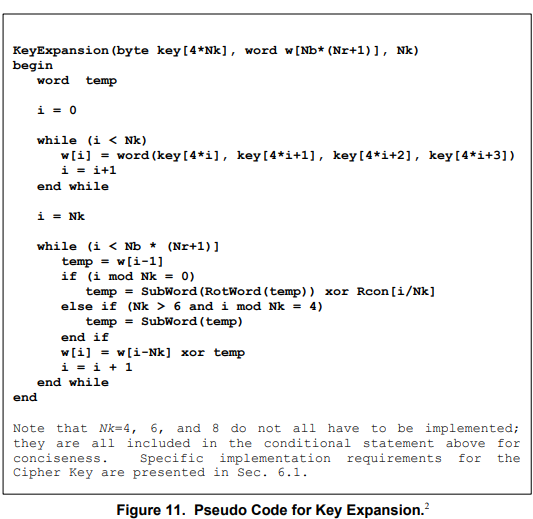 KeyExpansion(byte key[4*Nk], word w[Nb*(Nr+1)], Nk)
begin
word temp
i = 0
while (i < Nk)
w[i] = word(key[4*i], key[4*i+1], key[4*i+2], key[4*i+3])
i = i+1
end while
i = Nk
while (i < Nb * (Nr+1)]
temp = w[i-1]
if (i mod Nk = 0)
temp = SubWord(RotWord(temp)) xor Rcon[i/Nk]
else if (Nk > 6 and i mod Nk = 4)
temp = SubWord(temp)
end if
w[i] = w[i-Nk] xor temp
i = i + 1
end while
end
Note that Nk=4, 6, and 8 do not all have to be implemented;
they are all included in the conditional statement above for
conciseness. Specific implementation requirements for the
Cipher Key are presented in Sec. 6.1.
Figure 11. Pseudo Code for Key Expansion.2